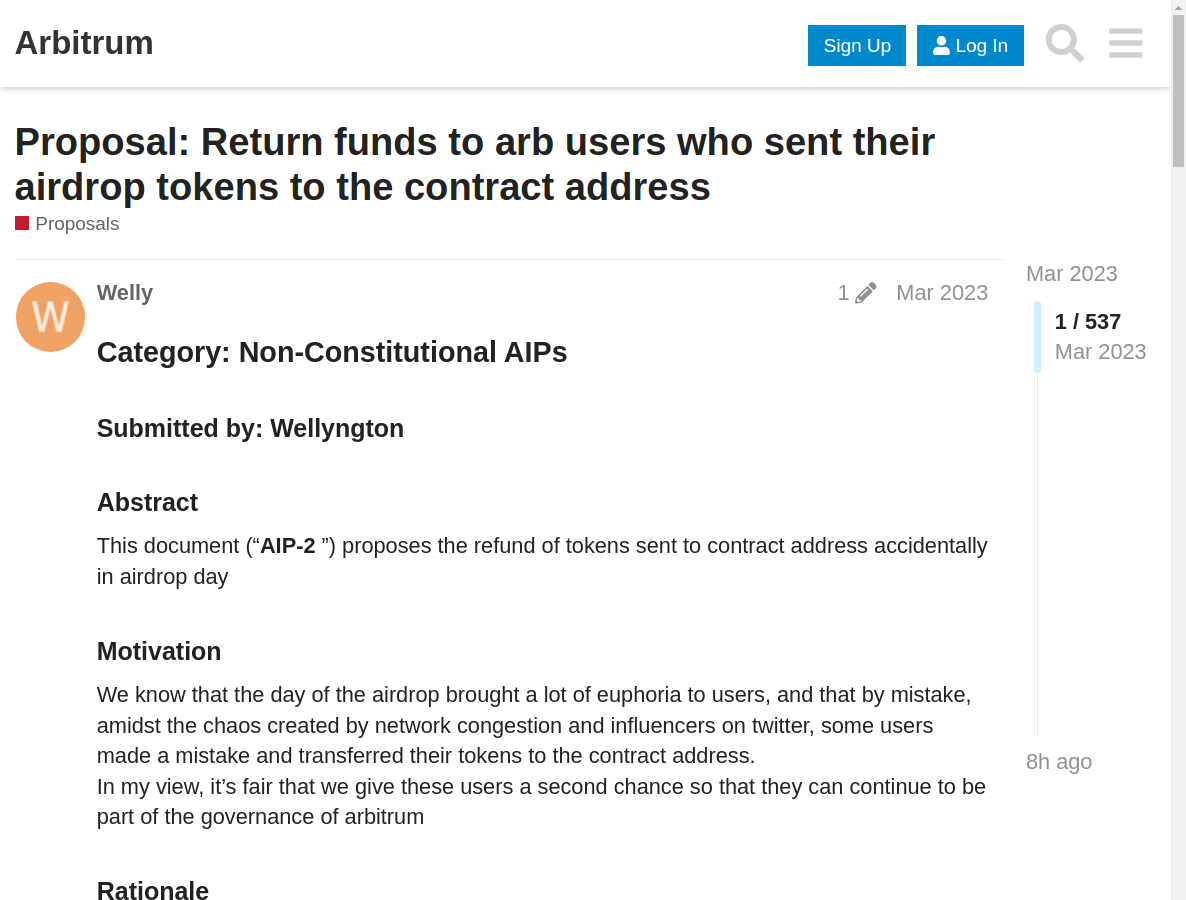 Arbitrum
Sign Up
Log In
Proposal: Return funds to arb users who sent their
airdrop tokens to the contract address
Proposals
W
Welly
1
Mar 2023
Category: Non-Constitutional AIPs
Submitted by: Wellyngton
Abstract
This document (“AIP-2 ”) proposes the refund of tokens sent to contract address accidentally
in airdrop day
Motivation
We know that the day of the airdrop brought a lot of euphoria to users, and that by mistake,
amidst the chaos created by network congestion and influencers on twitter, some users
made a mistake and transferred their tokens to the contract address.
In my view, it’s fair that we give these users a second chance so that they can continue to be
part of the governance of arbitrum
Rationale
Mar 2023
1 / 537
Mar 2023
8h ago